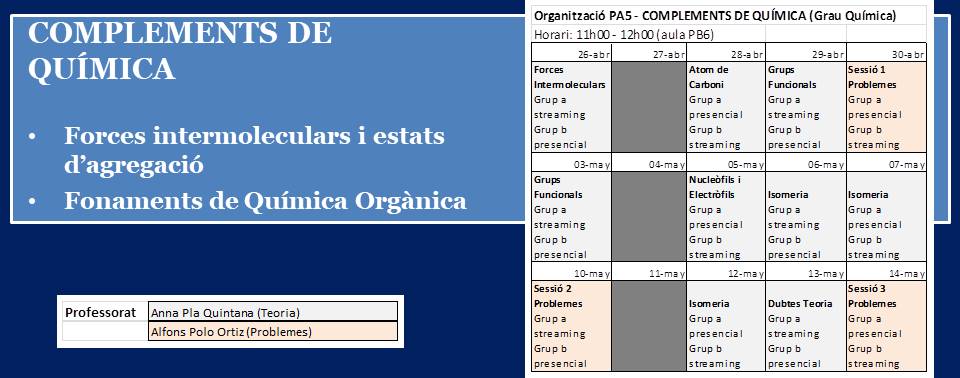 COMPLEMENTS DE
QUÍMICA
• Forces intermoleculars i estats
d'agregació
• Fonaments de Química Orgànica
Professorat Anna Pla Quintana (Teoria)
Alfons Polo Ortiz (Problemes)
Organització PA5 - COMPLEMENTS DE QUÍMICA (Grau Química)
Horari: 11h00 - 12h00 (aula PB6)
26-abr 27-abr 28-abr 29-abr 30-abr
Forces Atom de Grups Sessió 1
Intermoleculars Carboni Funcionals Problemes
Grup a Grup a Grup a Grup a
streaming presencial presencial streaming
Grup b Grup b Grup b Grup b
presencial streaming streaming presencial
03-may 04-may 05-may 06-may 07-may
Grups Nucleòfils i
Funcionals Electròfils Isomeria Isomeria
Grup a Grup a Grup a Grup a
streaming presencial streaming presencial
Grup b Grup b Grup b Grup b
presencial streaming presencial streaming
10-may 11-may 12-may 13-may 14-may
Sessió 2 Sessió 3
Problemes Isomeria Dubtes Teoria Problemes
Grup a Grup a Grup a Grup a
streaming presencial streaming presencial
Grup b Grup b Grup b Grup b
presencial streaming presencial streaming